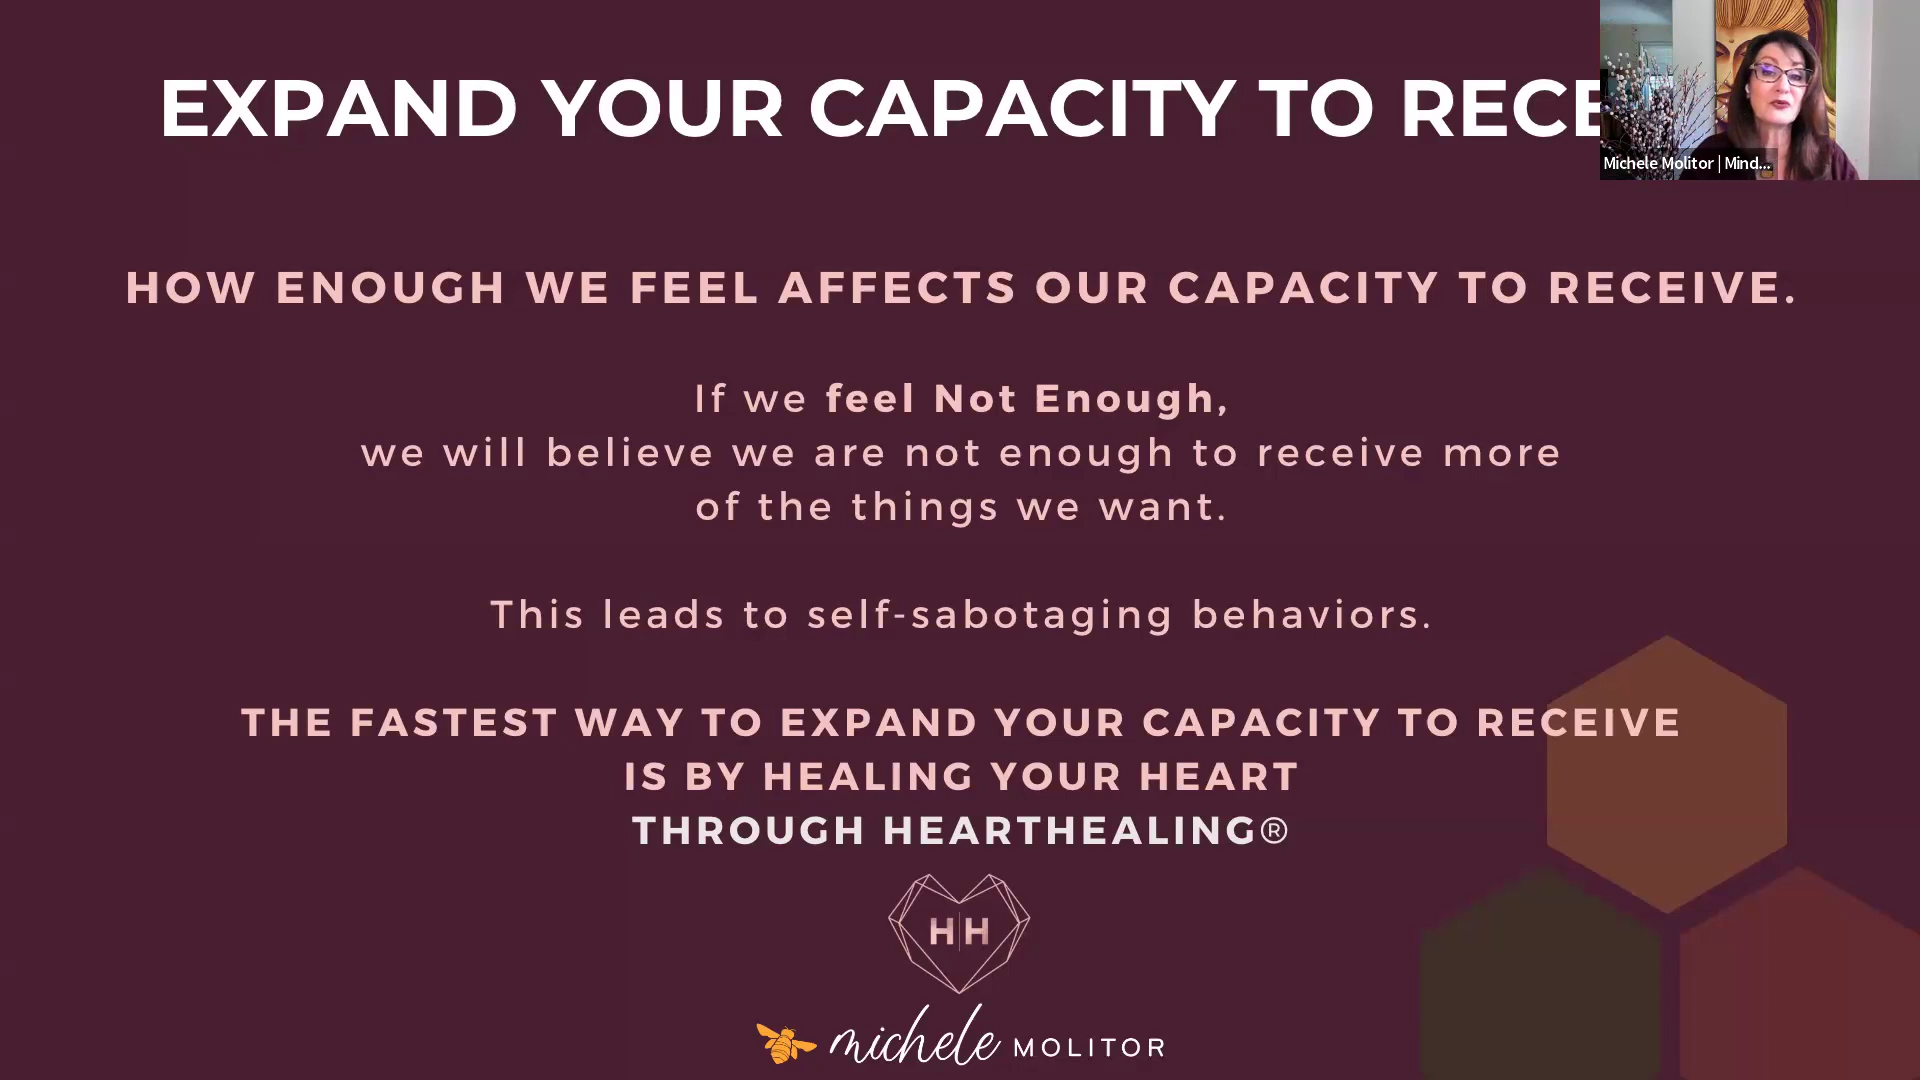 EXPAND YOUR CAPACITY TO RECE
Michele Molitor | Mind...
HOW ENOUGH WE FEEL AFFECTS OUR CAPACITY TO RECEIVE.
If we feel Not Enough,
we will believe we are not enough to receive more
of the things we want.
This leads to self-sabotaging behaviors.
THE FASTEST WAY TO EXPAND YOUR CAPACITY TO RECEIVE
IS BY HEALING YOUR HEART
THROUGH HEARTHEALING®
H|H
michele MOLITOR